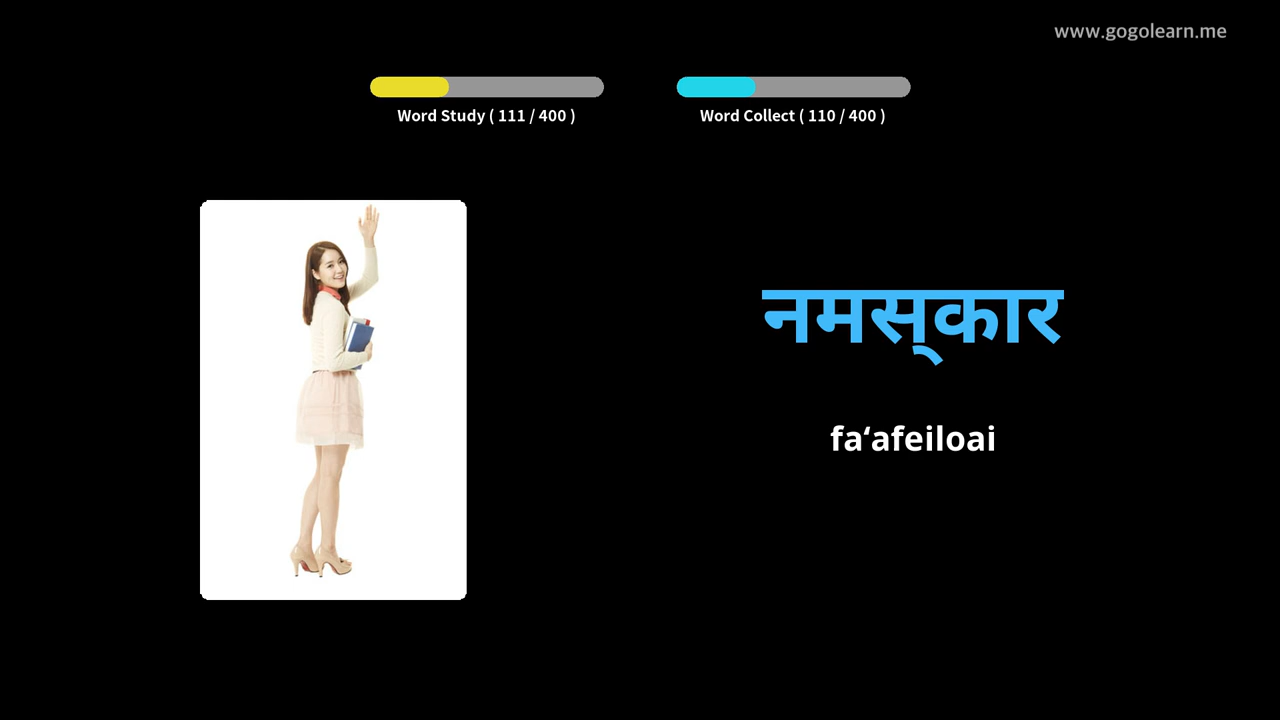 www.gogolearn.me
Word Study ( 111 / 400 )
Word Collect ( 110 / 400 )
नमस्‌कार
fa‘afeiloai